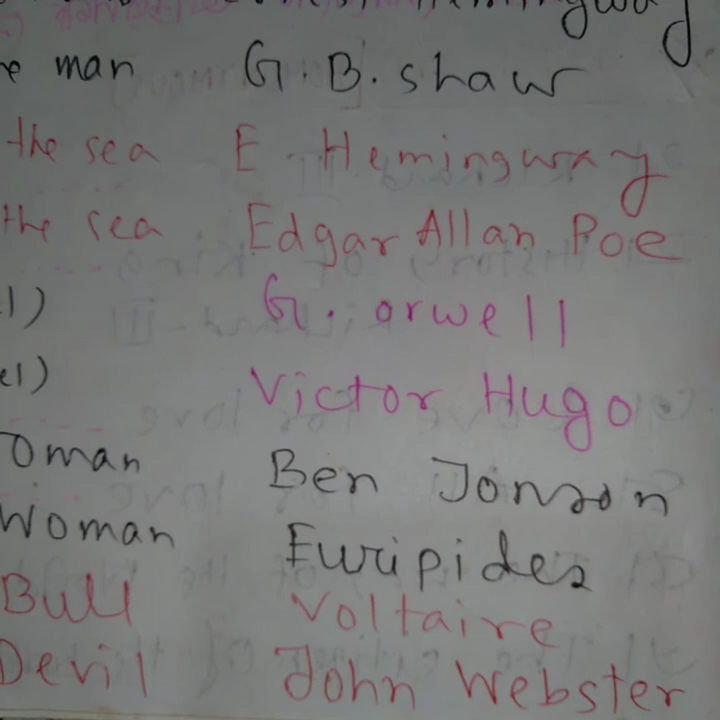 Hemingway
e man G. B. shaw
the sea E. Hemingway
the sea Edgar Allan Poe
l) G. orwell
el) Victor Hugo
oman Ben Jonson
Woman Euripides
Bull Voltaire
Devil John Webster